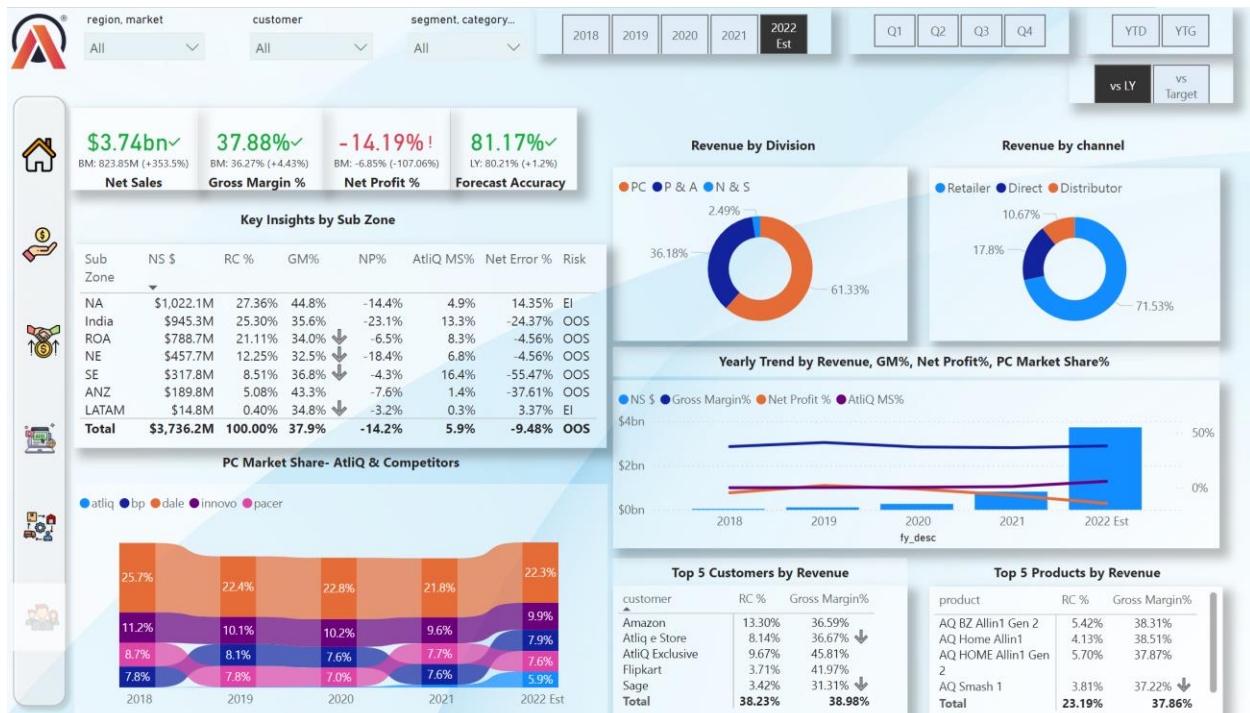 region, market
customer
segment, category...
All
All
All
2018 2019 2020 2021 2022 Est
Q1 Q2 Q3 Q4
YTD YTG
vs LY vs Target
$3.74bn✓ 37.88%✓ -14.19%! 81.17%✓
BM: 823.85M (+353.5%) BM: 36.27% (+4.43%) BM: -6.85% (-107.06%) LY: 80.21% (+1.2%)
Net Sales Gross Margin % Net Profit % Forecast Accuracy
Key Insights by Sub Zone
Sub Zone NS $ RC % GM% NP% AtliQ MS% Net Error % Risk
NA $1,022.1M 27.36% 44.8% -14.4% 4.9% 14.35% EI
India $945.3M 25.30% 35.6% -23.1% 13.3% -24.37% OOS
ROA $788.7M 21.11% 34.0% -6.5% 8.3% -4.56% OOS
NE $457.7M 12.25% 32.5% -18.4% 6.8% -4.56% OOS
SE $317.8M 8.51% 36.8% -4.3% 16.4% -55.47% OOS
ANZ $189.8M 5.08% 43.3% -7.6% 1.4% -37.61% OOS
LATAM $14.8M 0.40% 34.8% -3.2% 0.3% 3.37% EI
Total $3,736.2M 100.00% 37.9% -14.2% 5.9% -9.48% OOS
PC Market Share- AtliQ & Competitors
atliq bp dale innovo pacer
25.7% 22.4% 22.8% 21.8% 22.3%
11.2% 10.1% 10.2% 9.6% 9.9%
8.7% 8.1% 7.6% 7.7% 7.9%
7.8% 7.8% 7.0% 7.6% 7.6%
5.9%
2018 2019 2020 2021 2022 Est
Revenue by Division
PC P & A N & S
2.49%
36.18%
61.33%
Revenue by channel
Retailer Direct Distributor
10.67%
17.8%
71.53%
Yearly Trend by Revenue, GM%, Net Profit%, PC Market Share%
NS $ Gross Margin% Net Profit % AtliQ MS%
$4bn
50%
$2bn
0%
$0bn
2018 2019 2020 2021 2022 Est
fy_desc
Top 5 Customers by Revenue
customer RC % Gross Margin%
Amazon 13.30% 36.59%
Atliq e Store 8.14% 36.67%
AtliQ Exclusive 9.67% 45.81%
Flipkart 3.71% 41.97%
Sage 3.42% 31.31%
Total 38.23% 38.98%
Top 5 Products by Revenue
product RC % Gross Margin%
AQ BZ Allin1 Gen 2 5.42% 38.31%
AQ Home Allin1 4.13% 38.51%
AQ HOME Allin1 Gen 5.70% 37.87%
2
AQ Smash 1 3.81% 37.22%
Total 23.19% 37.86%